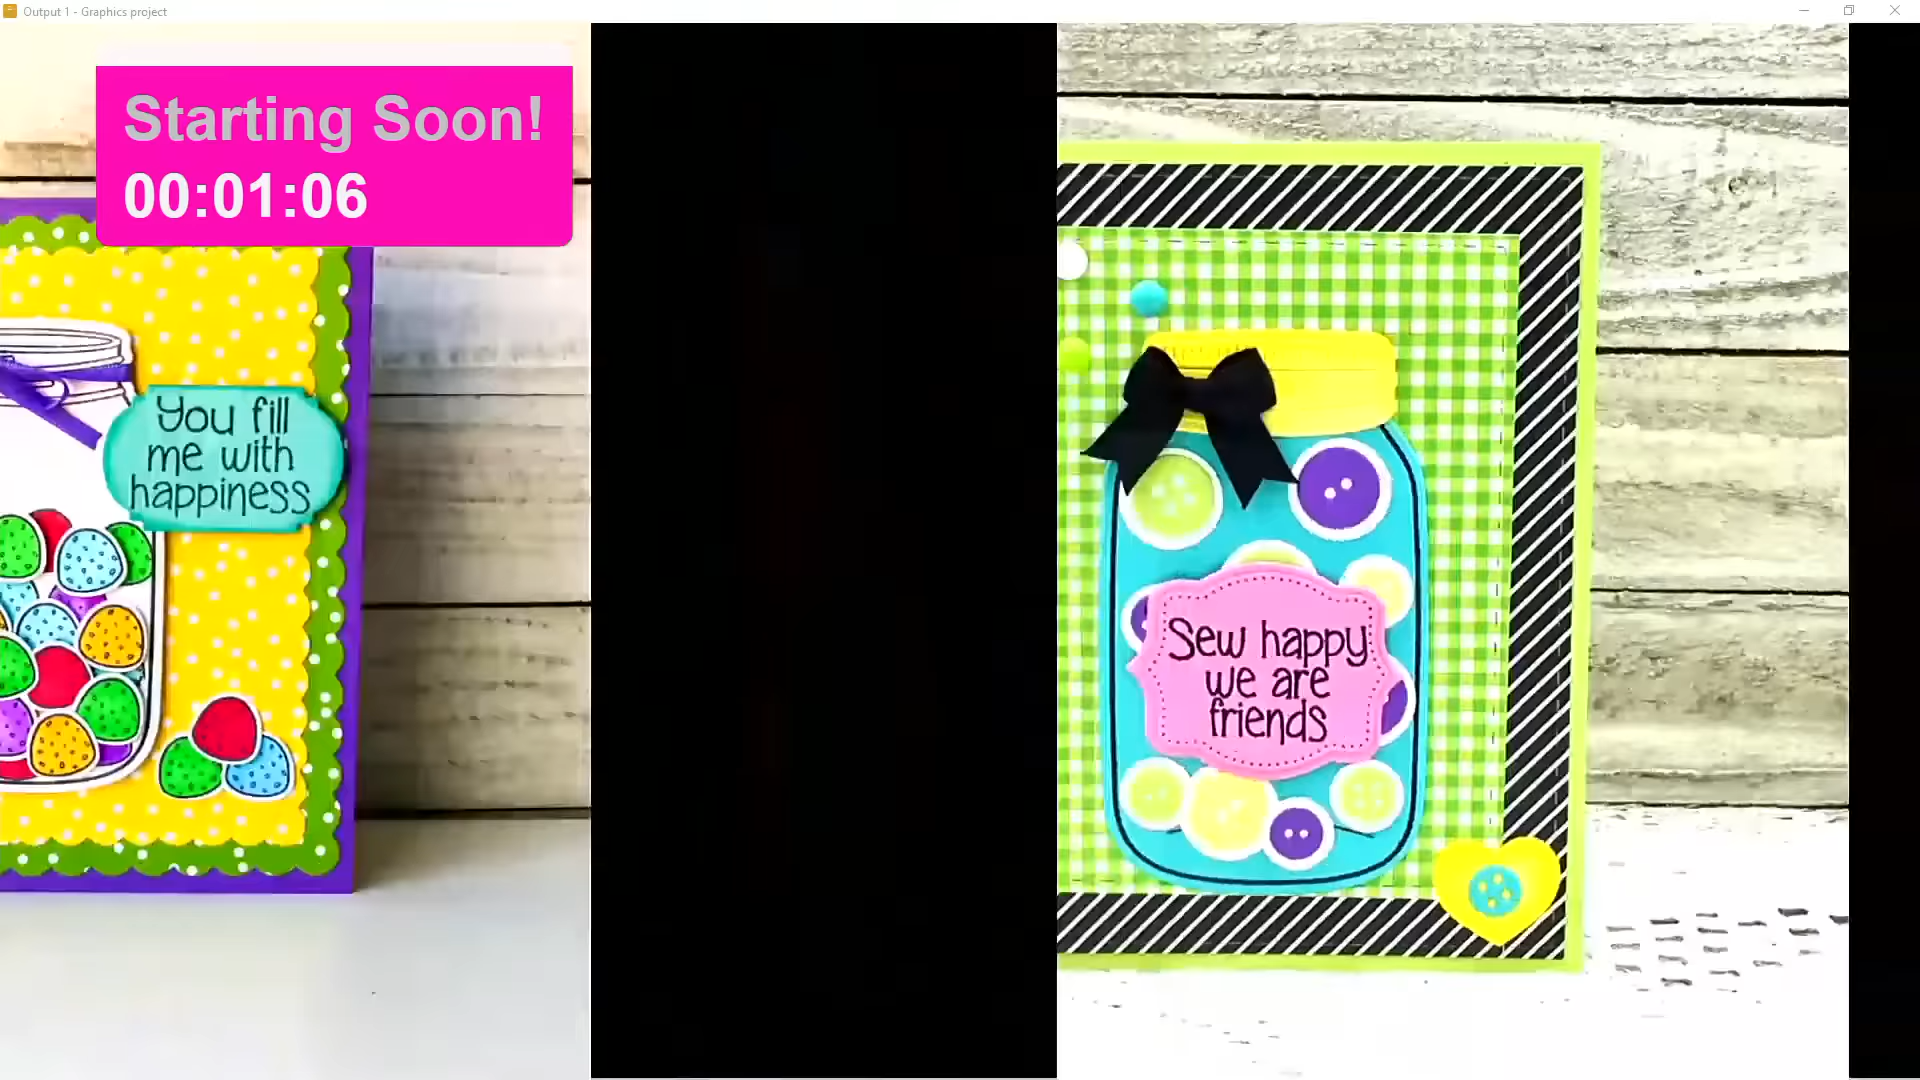 Output 1 - Graphics project
Starting Soon!
00:01:06
You fill
me with
happiness
Sew happy
we are
friends